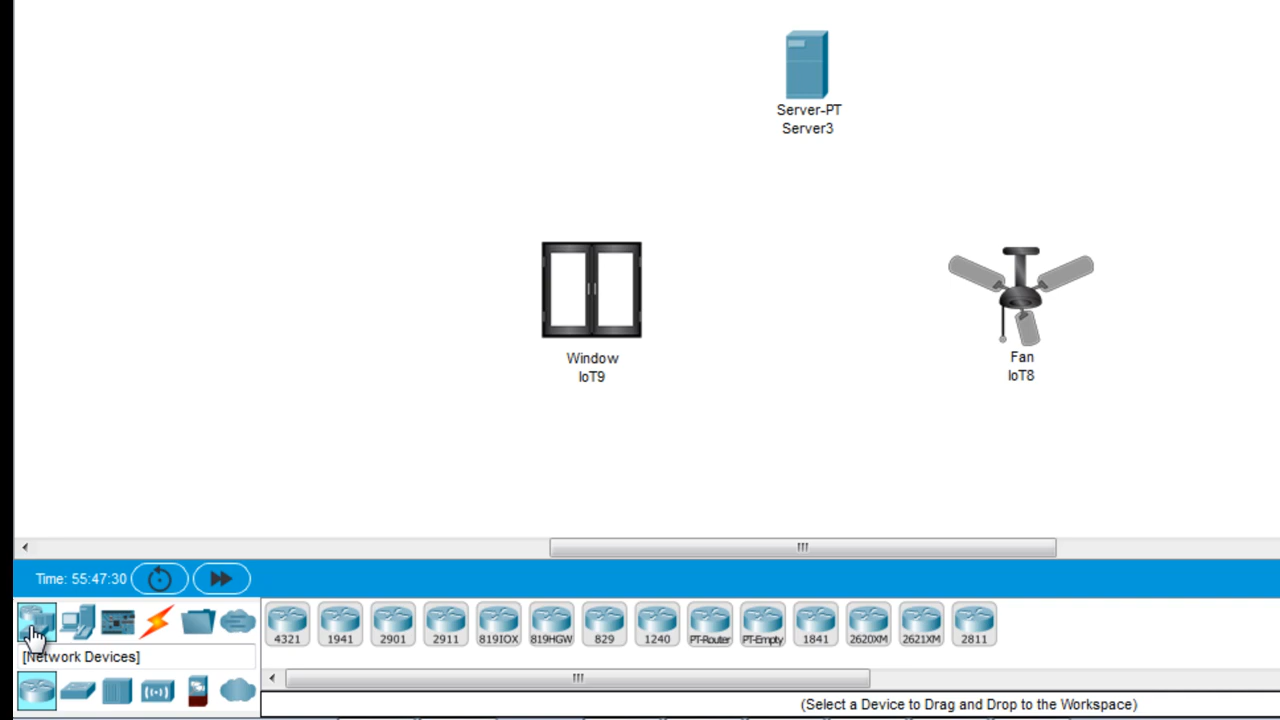 Server-PT
Server3
Window
IoT9
Fan
IoT8
Time: 55:47:30
4321
1941
2901
2911
819IOX
819HGW
829
1240
PT-Router
PT-Empty
1841
2620XM
2621XM
2811
[Network Devices]
(Select a Device to Drag and Drop to the Workspace)